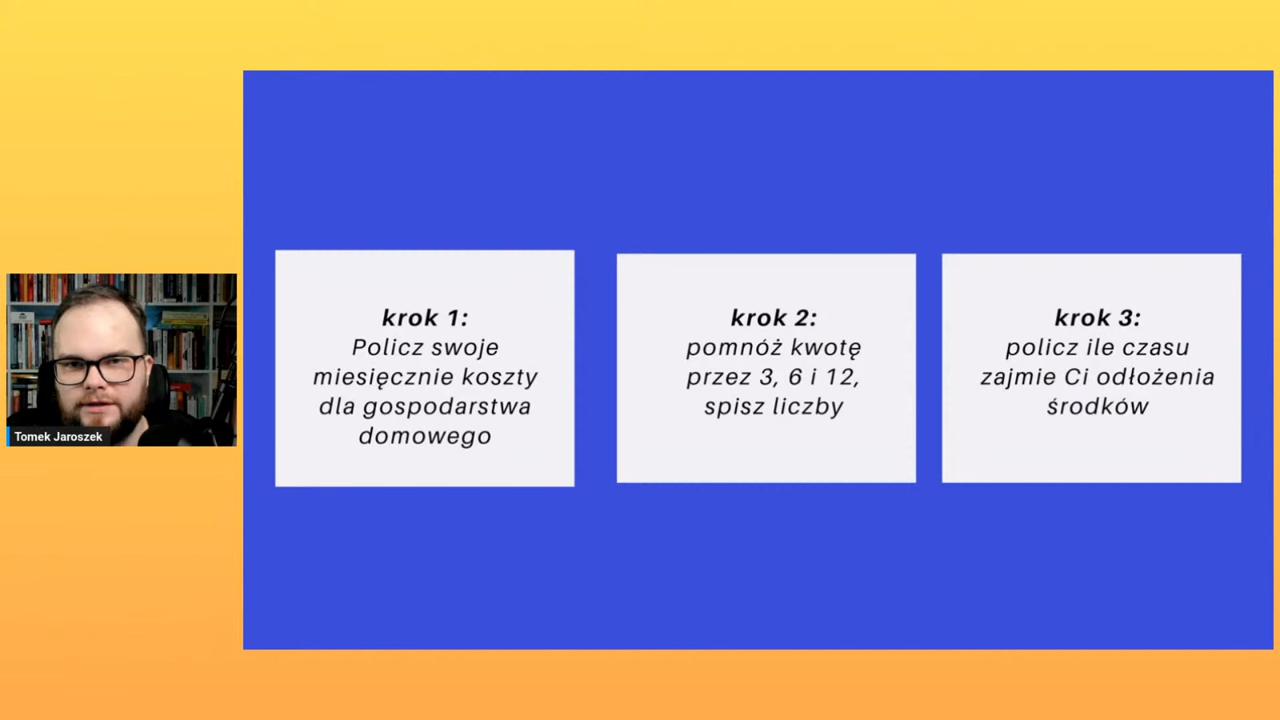 Tomek Jaroszek
krok 1:
Policz swoje
miesięcznie koszty
dla gospodarstwa
domowego
krok 2:
pomnóż kwotę
przez 3, 6 i 12,
spisz liczby
krok 3:
policz ile czasu
zajmie Ci odłożenia
środków